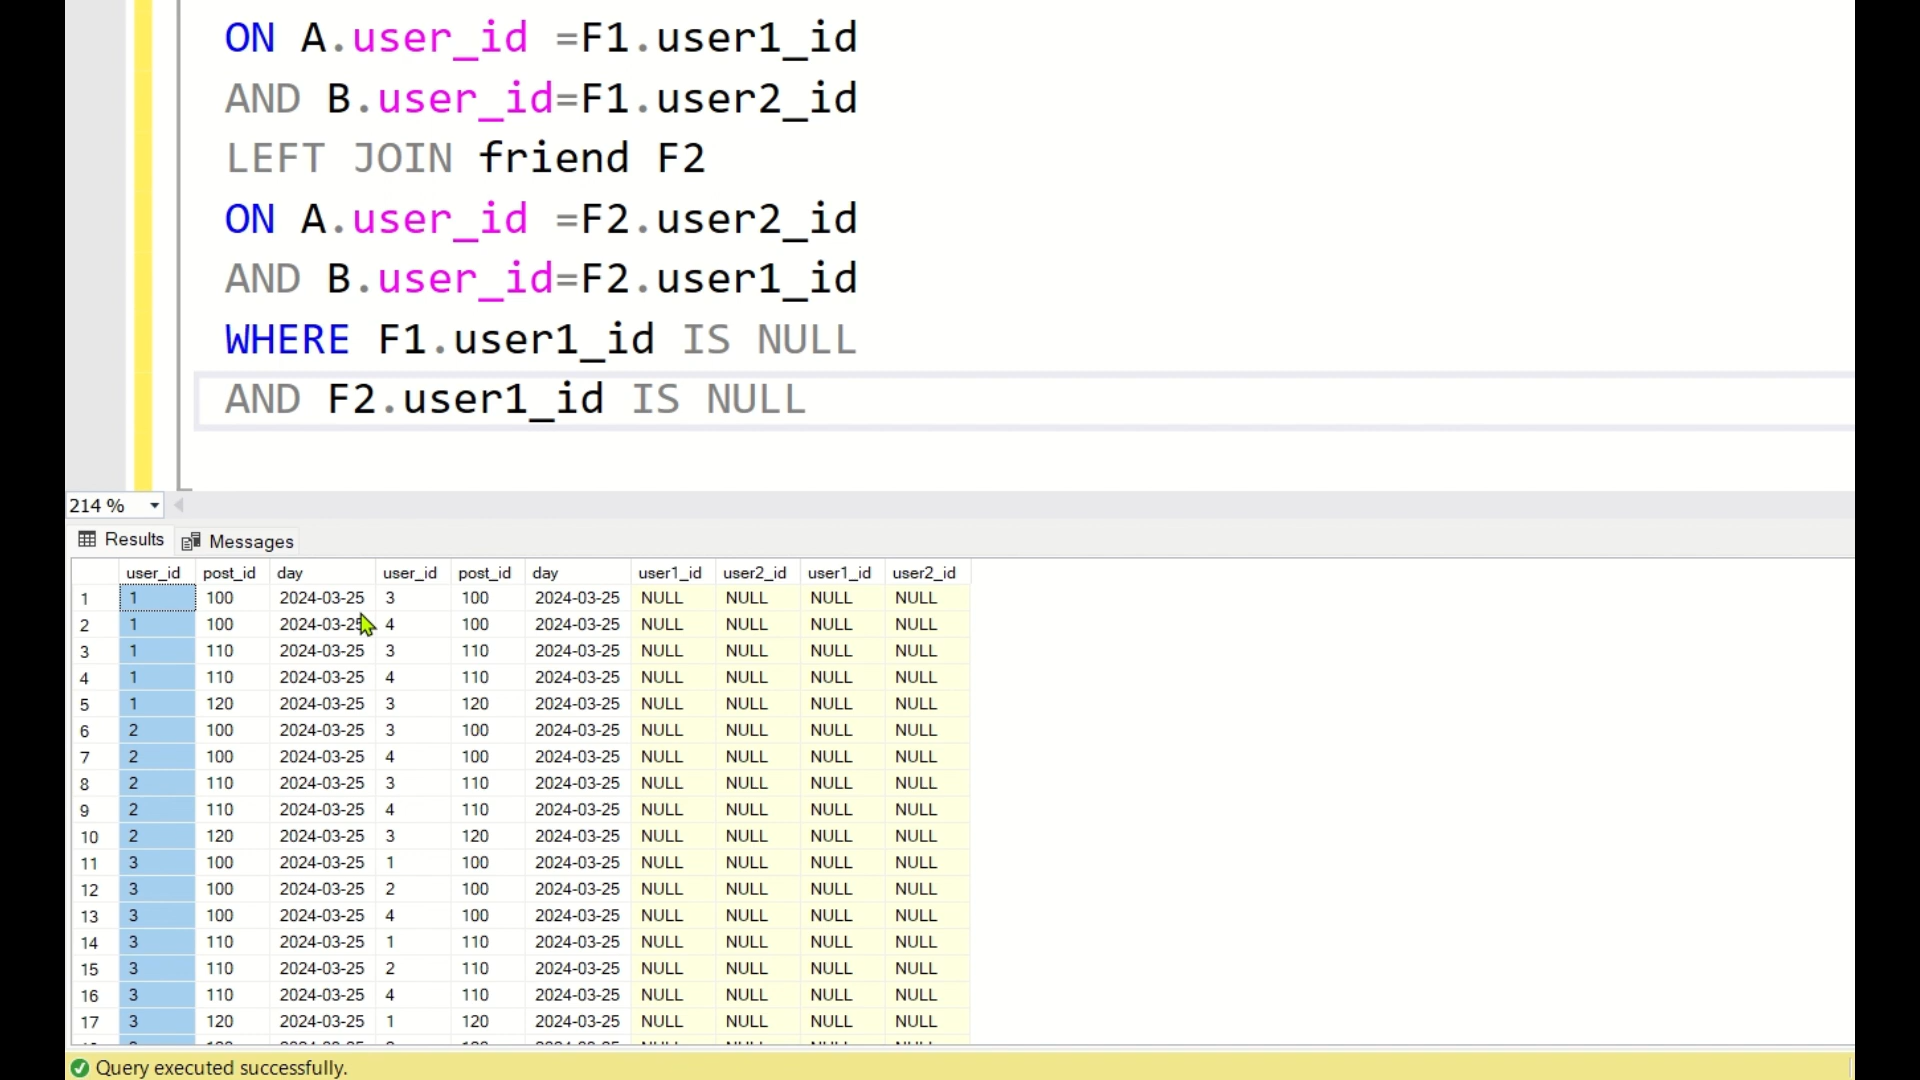 ON A.user_id =F1.user1_id
AND B.user_id=F1.user2_id
LEFT JOIN friend F2
ON A.user_id =F2.user2_id
AND B.user_id=F2.user1_id
WHERE F1.user1_id IS NULL
AND F2.user1_id IS NULL
214 %
Results Messages
user_id post_id day user_id post_id day user1_id user2_id user1_id user2_id
1 1 100 2024-03-25 3 100 2024-03-25 NULL NULL NULL NULL
2 1 100 2024-03-25 4 100 2024-03-25 NULL NULL NULL NULL
3 1 110 2024-03-25 3 110 2024-03-25 NULL NULL NULL NULL
4 1 110 2024-03-25 4 110 2024-03-25 NULL NULL NULL NULL
5 1 120 2024-03-25 3 120 2024-03-25 NULL NULL NULL NULL
6 2 100 2024-03-25 3 100 2024-03-25 NULL NULL NULL NULL
7 2 100 2024-03-25 4 100 2024-03-25 NULL NULL NULL NULL
8 2 110 2024-03-25 3 110 2024-03-25 NULL NULL NULL NULL
9 2 110 2024-03-25 4 110 2024-03-25 NULL NULL NULL NULL
10 2 120 2024-03-25 3 120 2024-03-25 NULL NULL NULL NULL
11 3 100 2024-03-25 1 100 2024-03-25 NULL NULL NULL NULL
12 3 100 2024-03-25 2 100 2024-03-25 NULL NULL NULL NULL
13 3 100 2024-03-25 4 100 2024-03-25 NULL NULL NULL NULL
14 3 110 2024-03-25 1 110 2024-03-25 NULL NULL NULL NULL
15 3 110 2024-03-25 2 110 2024-03-25 NULL NULL NULL NULL
16 3 110 2024-03-25 4 110 2024-03-25 NULL NULL NULL NULL
17 3 120 2024-03-25 1 120 2024-03-25 NULL NULL NULL NULL
Query executed successfully.